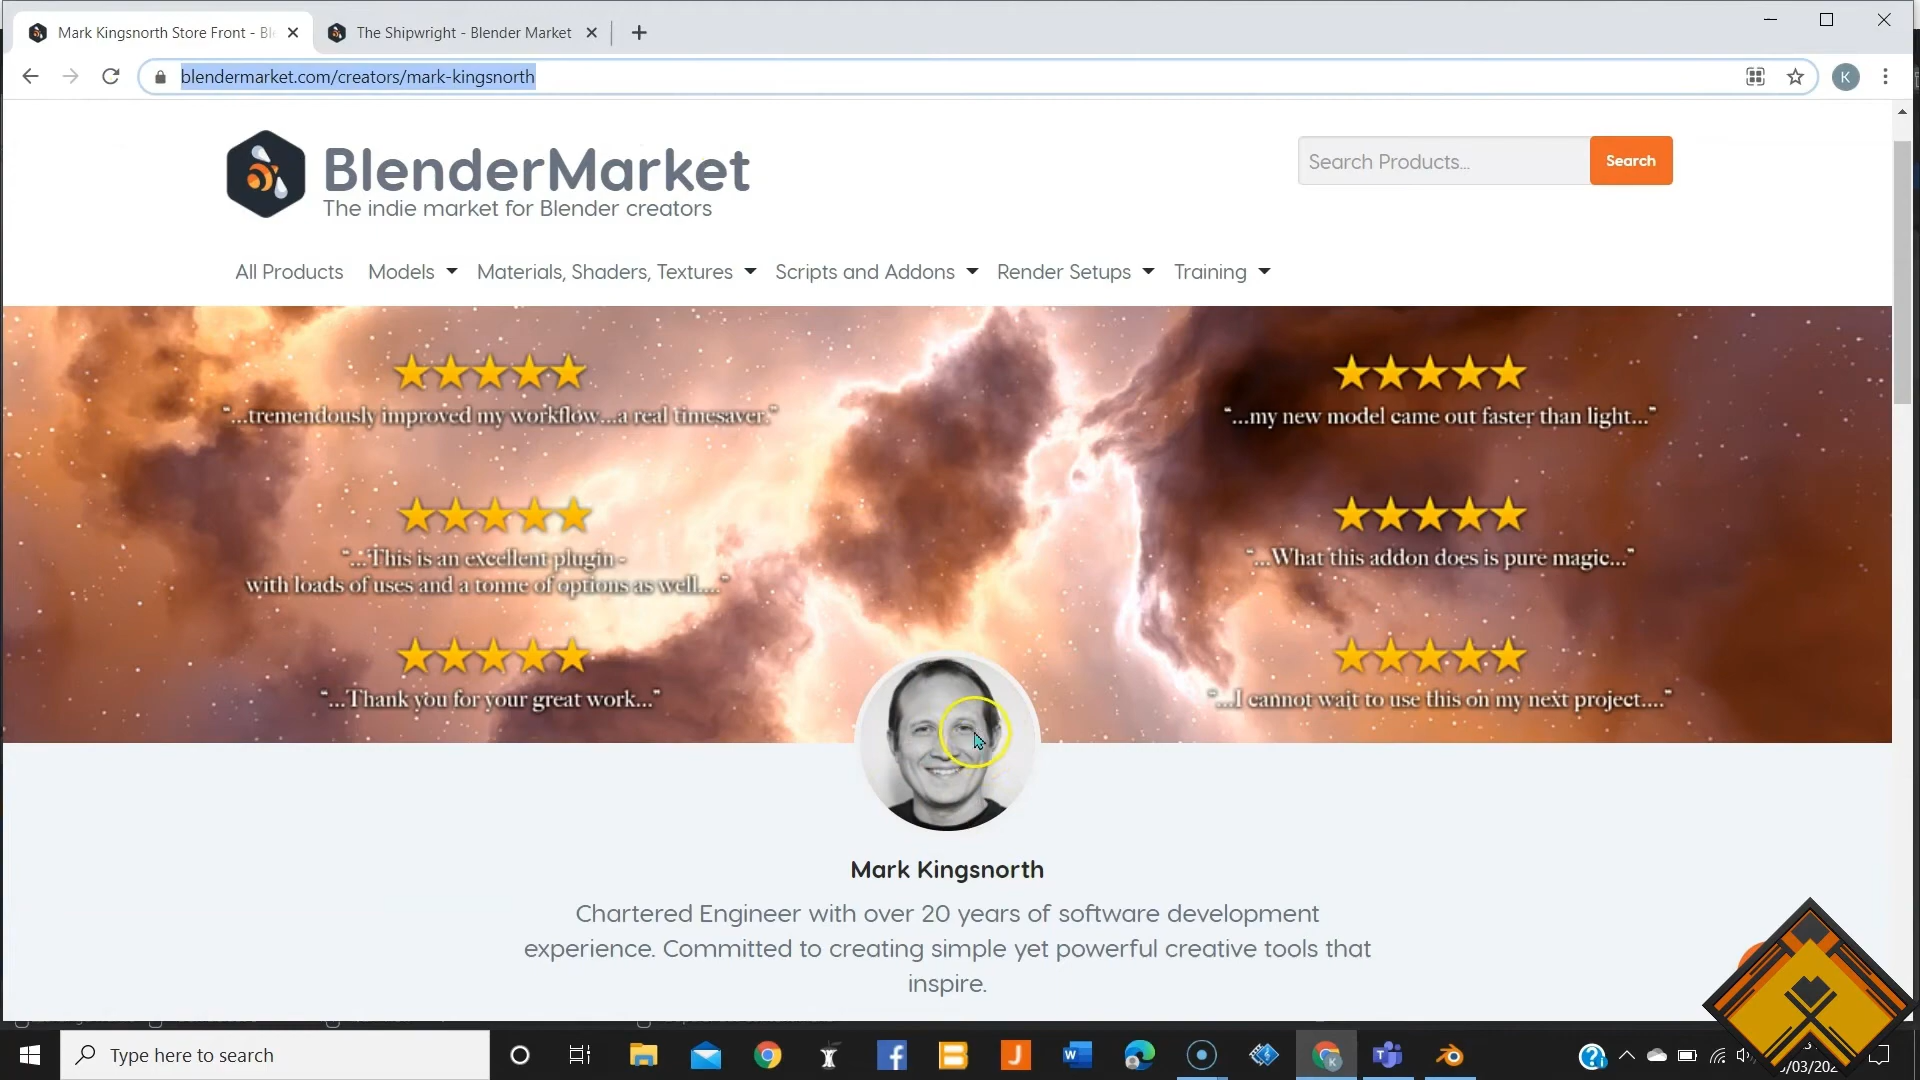 Mark Kingsnorth Store Front - Ble
The Shipwright - Blender Market
blendermarket.com/creators/mark-kingsnorth
K
BlenderMarket
The indie market for Blender creators
Search Products...
Search
All Products
Models
Materials, Shaders, Textures
Scripts and Addons
Render Setups
Training
"...tremendously improved my workflow...a real timesaver."
"...my new model came out faster than light..."
"...This is an excellent plugin -
with loads of uses and a tonne of options as well...."
"...What this addon does is pure magic..."
"...Thank you for your great work..."
"...I cannot wait to use this on my next project...."
Mark Kingsnorth
Chartered Engineer with over 20 years of software development
experience. Committed to creating simple yet powerful creative tools that
inspire.
Type here to search